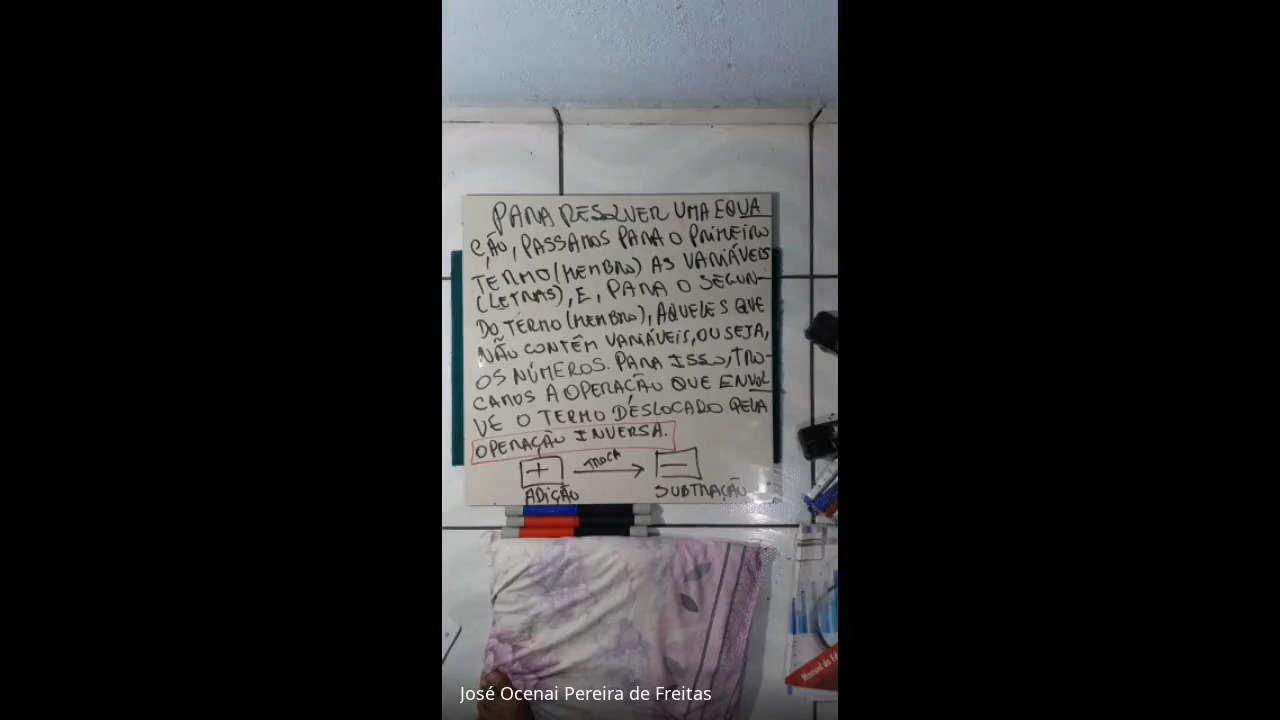 PARA RESOLVER UMA EQUA
ÇÃO, PASSAMOS PARA O PRIMEIRO
TERMO (MEMBRO) AS VARIÁVEIS
(LETRAS), E, PARA O SEGUN-
DO TERMO (MEMBRO), AQUELES QUE
NÃO CONTÊM VARIÁVEIS, OU SEJA,
OS NÚMEROS. PARA ISSO, TRO-
CAMOS A OPERAÇÃO QUE ENVOL
VE O TERMO DESLOCADO PELA
OPERAÇÃO INVERSA.
+ TROCA −
ADIÇÃO SUBTRAÇÃO
Manual do
José Ocenai Pereira de Freitas